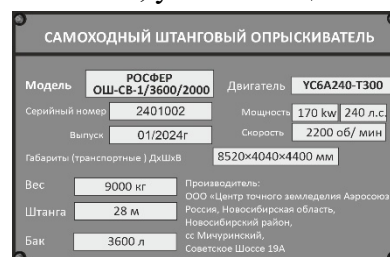 САМОХОДНЫЙ ШТАНГОВЫЙ ОПРЫСКИВАТЕЛЬ
Модель РОСФЕР ОШ-СВ-1/3600/2000 Двигатель YC6A240-T300
Серийный номер 2401002 Мощность 170 kw 240 л.с.
Выпуск 01/2024г Скорость 2200 об/ мин
Габариты (транспортные ) ДхШхВ 8520×4040×4400 мм
Вес 9000 кг
Штанга 28 м
Бак 3600 л
Производитель:
ООО «Центр точного земледелия Аэросоюз»
Россия, Новосибирская область,
Новосибирский район,
сс Мичуринский,
Советское Шоссе 19А